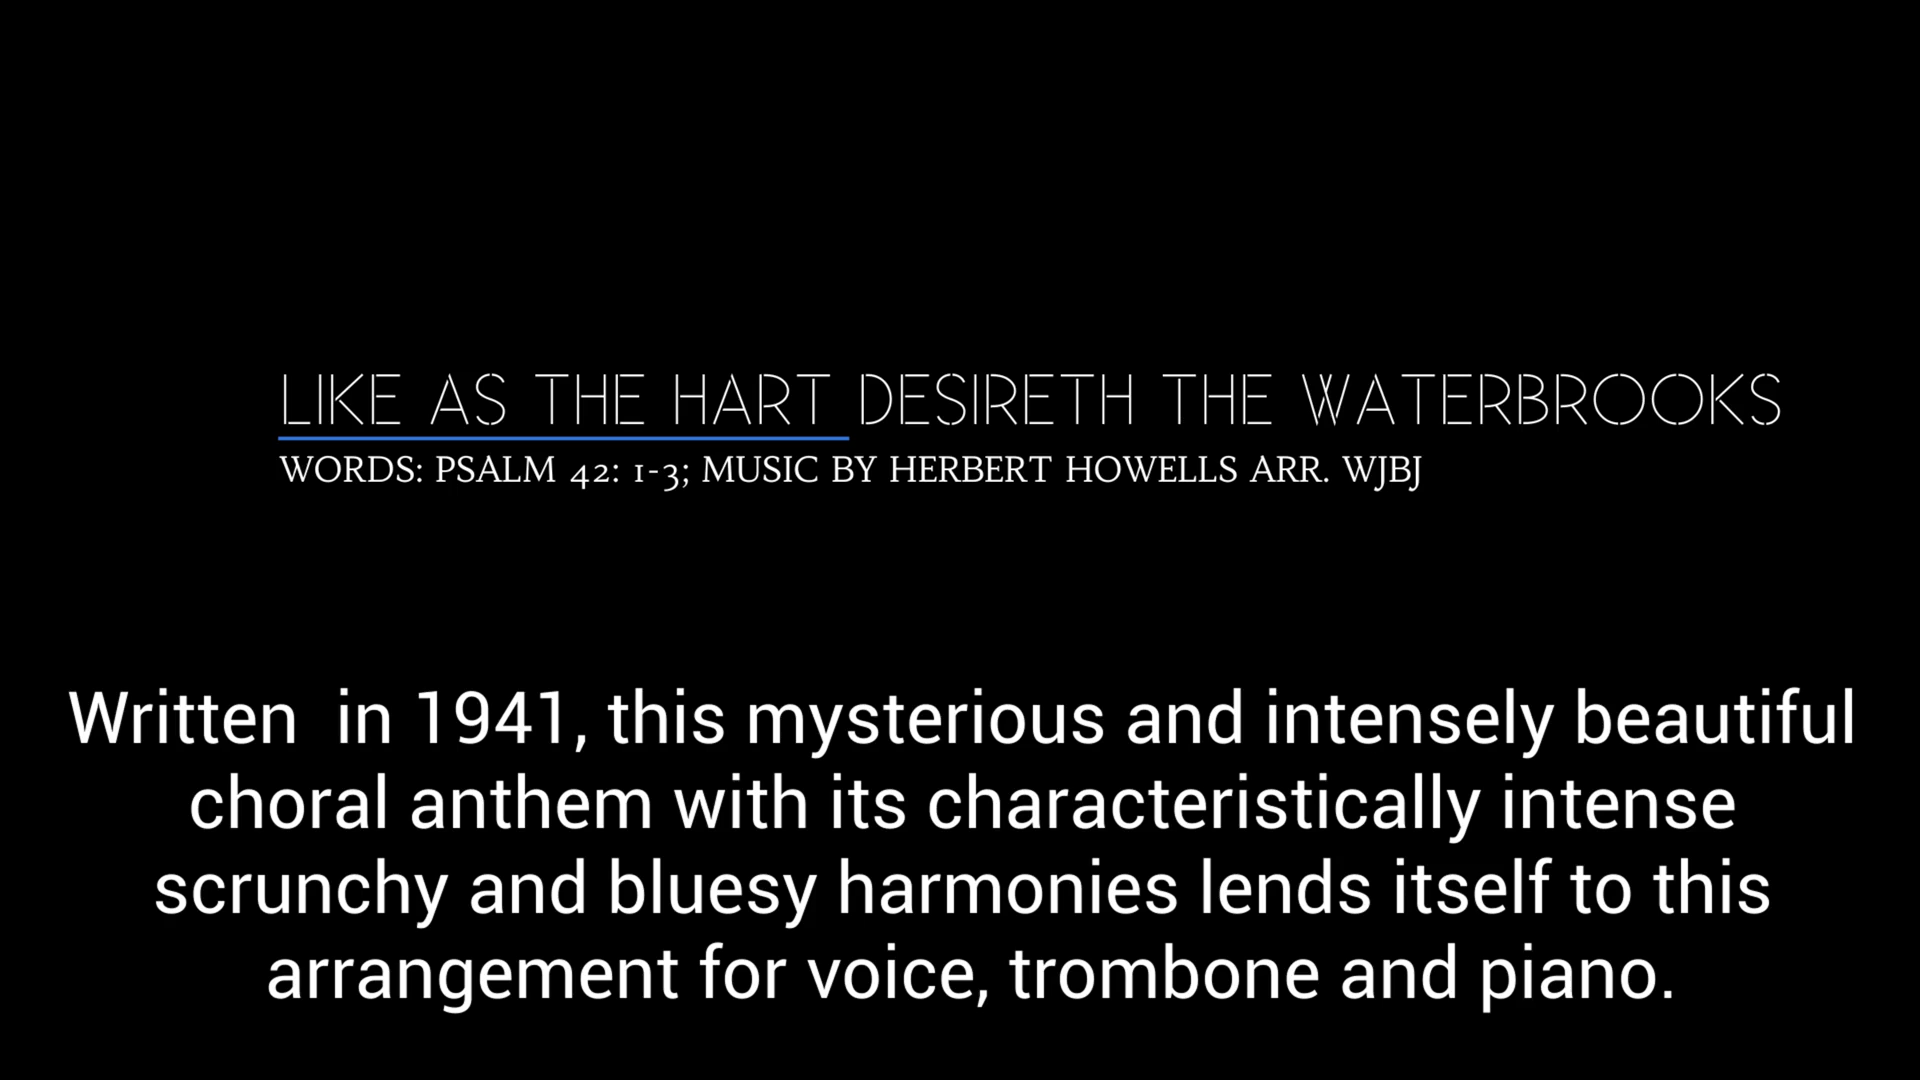 LIKE AS THE HART DESIRETH THE WATERBROOKS
WORDS: PSALM 42: 1-3; MUSIC BY HERBERT HOWELLS ARR. WJBJ
Written  in 1941, this mysterious and intensely beautiful
choral anthem with its characteristically intense
scrunchy and bluesy harmonies lends itself to this
arrangement for voice, trombone and piano.